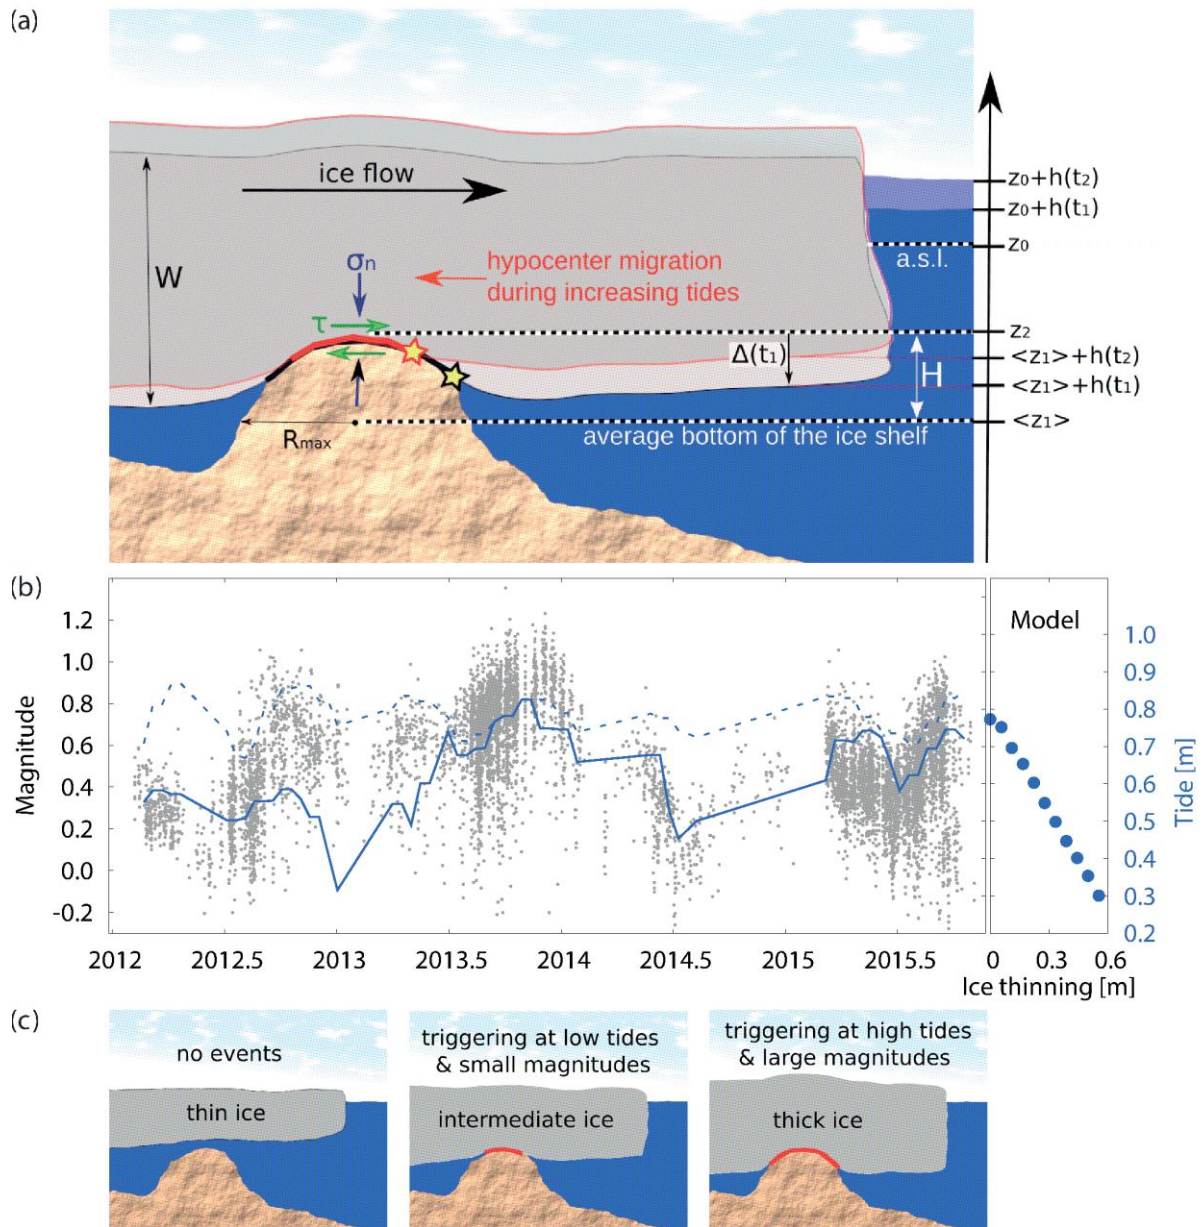 (a)
ice flow
W
σn
hypocenter migration
during increasing tides
τ
Δ(t1)
H
Rmax
average bottom of the ice shelf
a.s.l.
z0+h(t2)
z0+h(t1)
z0
z2
<z1>+h(t2)
<z1>+h(t1)
<z1>
(b)
Magnitude
1.2
1.0
0.8
0.6
0.4
0.2
0.0
-0.2
2012
2012.5
2013
2013.5
2014
2014.5
2015
2015.5
Model
1.0
0.9
0.8
0.7
0.6
0.5
0.4
0.3
0.2
Tide [m]
0
0.3
0.6
Ice thinning [m]
(c)
no events
thin ice
triggering at low tides
& small magnitudes
intermediate ice
triggering at high tides
& large magnitudes
thick ice